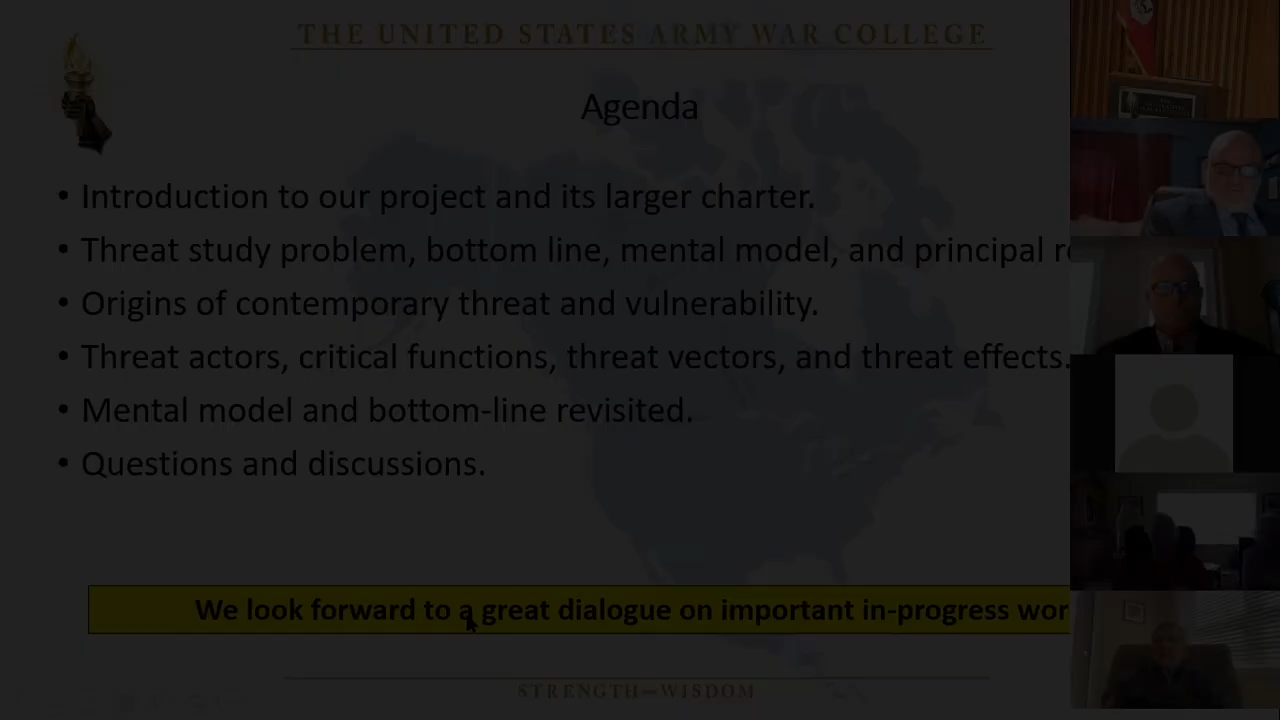 THE UNITED STATES ARMY WAR COLLEGE
Agenda
• Introduction to our project and its larger charter.
• Threat study problem, bottom line, mental model, and principal
• Origins of contemporary threat and vulnerability.
• Threat actors, critical functions, threat vectors, and threat effects.
• Mental model and bottom-line revisited.
• Questions and discussions.
We look forward to a great dialogue on important in-progress
STRENGTH—WISDOM